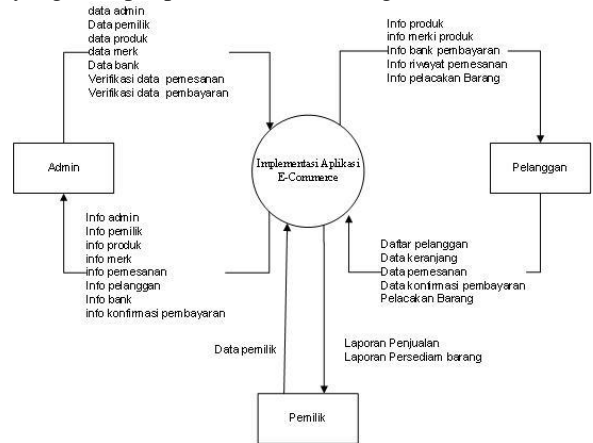 data admin
Data pemilik
data produk
data merk
Data bank
Verifikasi data pemesanan
Verifikasi data pembayaran
Info produk
info merki produk
Info bank pembayaran
Info riwayat pemesanan
Info pelacakan Barang
Admin
Implementasi Aplikasi
E-Commerce
Pelanggan
Info admin
Info pemilik
info produk
info merk
info pemesanan
Info pelanggan
Info bank
info konfirmasi pembayaran
Daftar pelanggan
Data keranjang
Data pemesanan
Data konfirmasi pembayaran
Pelacakan Barang
Data pemilik
Laporan Penjualan
Laporan Persediam barang
Pemilik